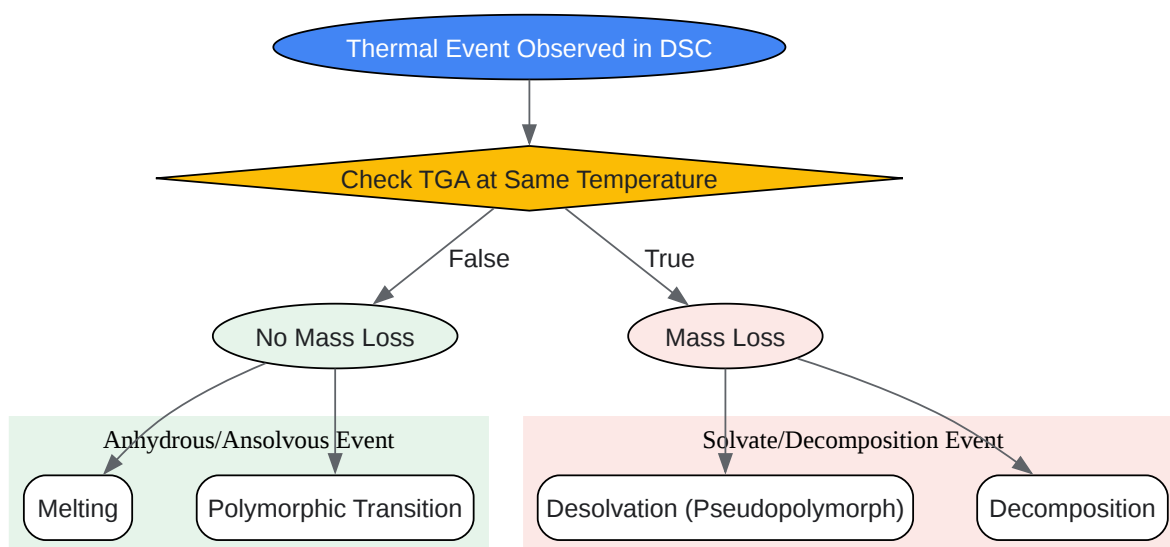 Thermal Event Observed in DSC
Check TGA at Same Temperature
False
True
No Mass Loss
Mass Loss
Anhydrous/Ansolvous Event
Solvate/Decomposition Event
Melting
Polymorphic Transition
Desolvation (Pseudopolymorph)
Decomposition